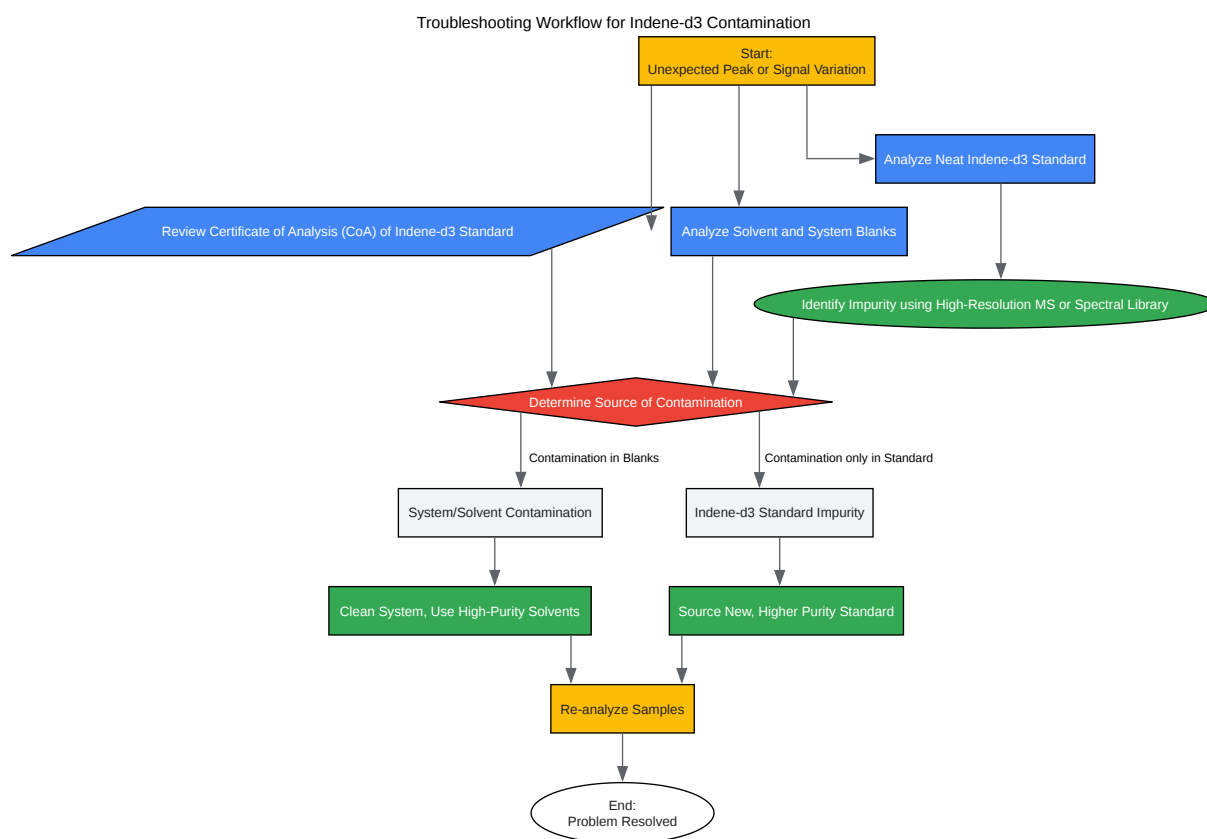 Troubleshooting Workflow for Indene-d3 Contamination
Start:
Unexpected Peak or Signal Variation
Analyze Neat Indene-d3 Standard
Review Certificate of Analysis (CoA) of Indene-d3 Standard
Analyze Solvent and System Blanks
Identify Impurity using High-Resolution MS or Spectral Library
Determine Source of Contamination
Contamination in Blanks
Contamination only in Standard
System/Solvent Contamination
Indene-d3 Standard Impurity
Clean System, Use High-Purity Solvents
Source New, Higher Purity Standard
Re-analyze Samples
End:
Problem Resolved